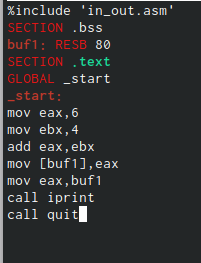 %include 'in_out.asm'
SECTION .bss
buf1: RESB 80
SECTION .text
GLOBAL _start
_start:
mov eax,6
mov ebx,4
add eax,ebx
mov [buf1],eax
mov eax,buf1
call iprint
call quit